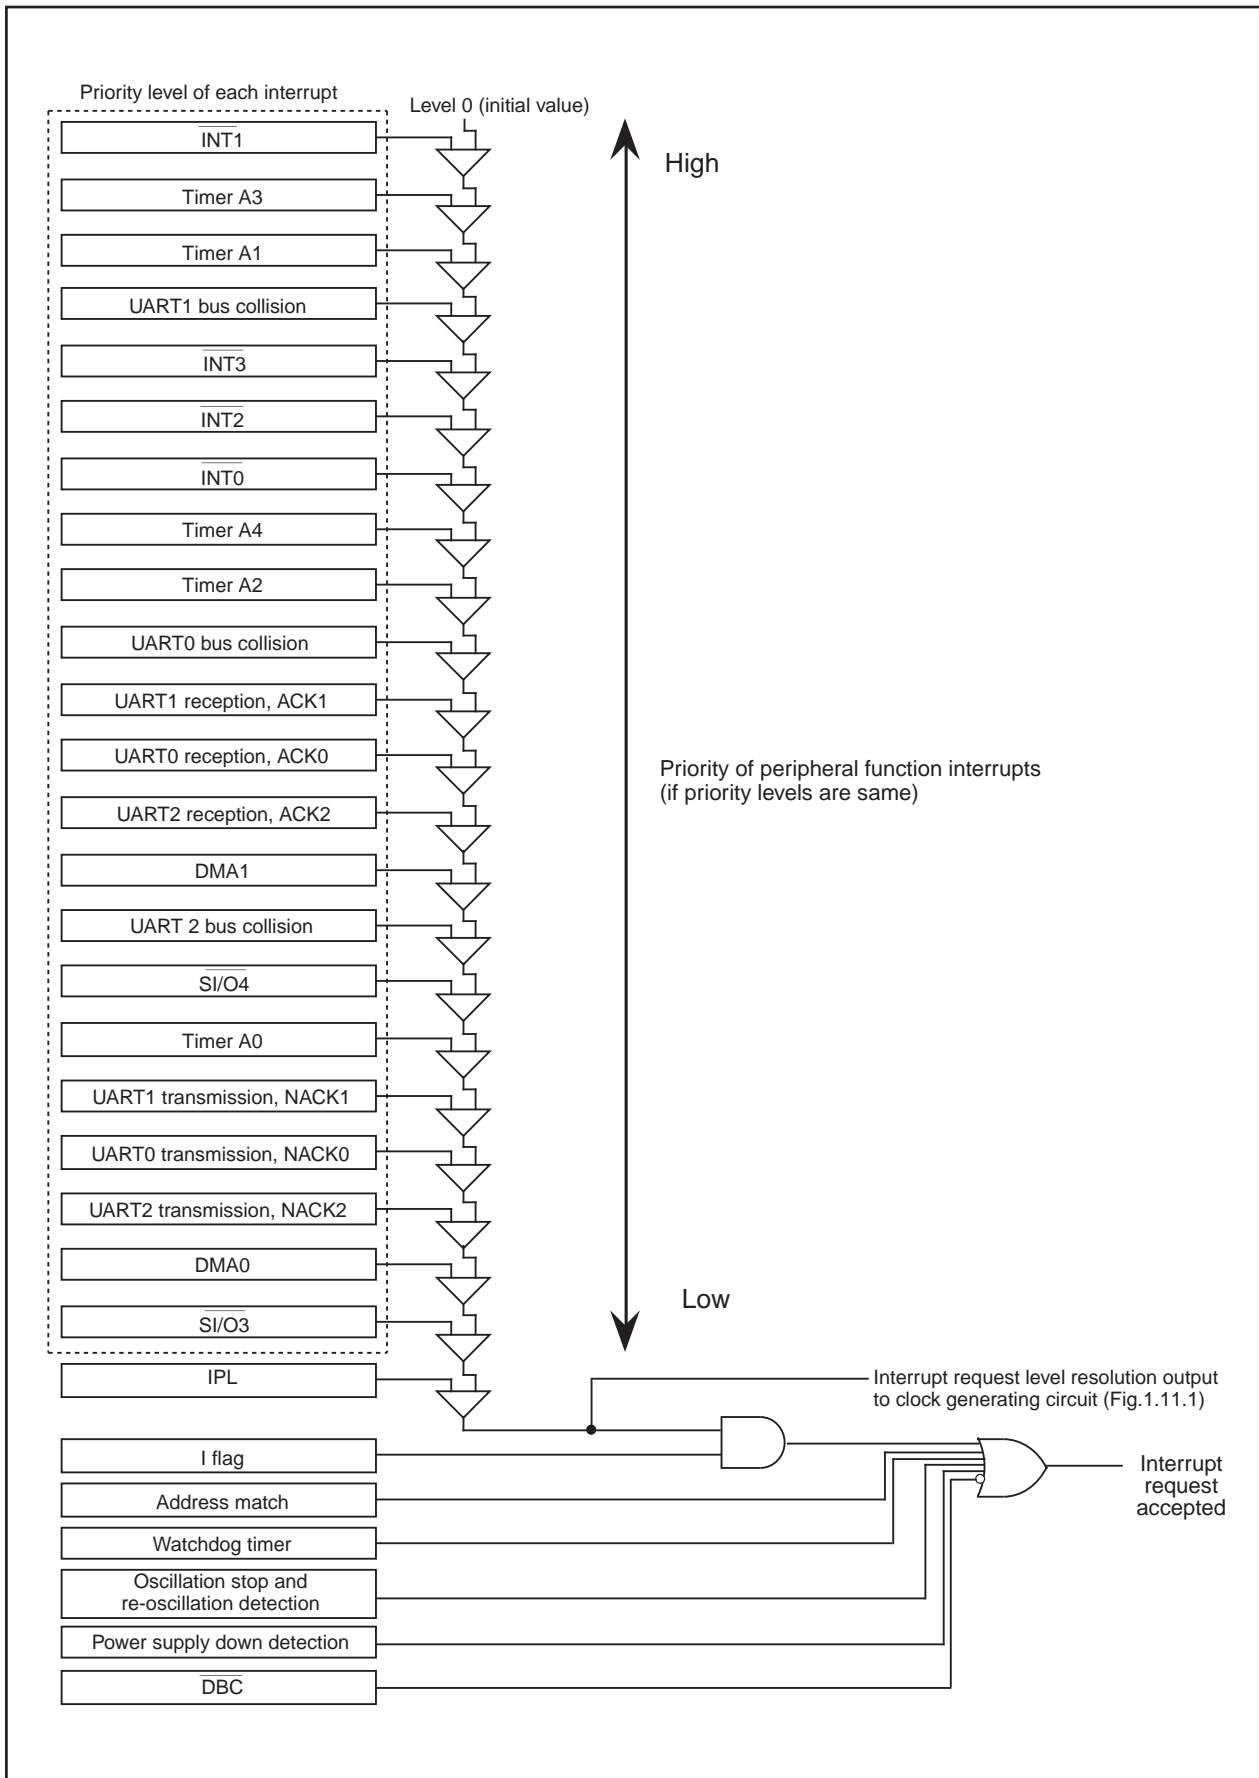 Priority level of each interrupt
Level 0 (initial value)
INT1
High
Timer A3
Timer A1
UART1 bus collision
INT3
INT2
INT0
Timer A4
Timer A2
UART0 bus collision
UART1 reception, ACK1
UART0 reception, ACK0
Priority of peripheral function interrupts
(if priority levels are same)
UART2 reception, ACK2
DMA1
UART 2 bus collision
SI/O4
Timer A0
UART1 transmission, NACK1
UART0 transmission, NACK0
UART2 transmission, NACK2
DMA0
Low
SI/O3
IPL
Interrupt request level resolution output
to clock generating circuit (Fig.1.11.1)
I flag
Interrupt
request
accepted
Address match
Watchdog timer
Oscillation stop and
re-oscillation detection
Power supply down detection
DBC